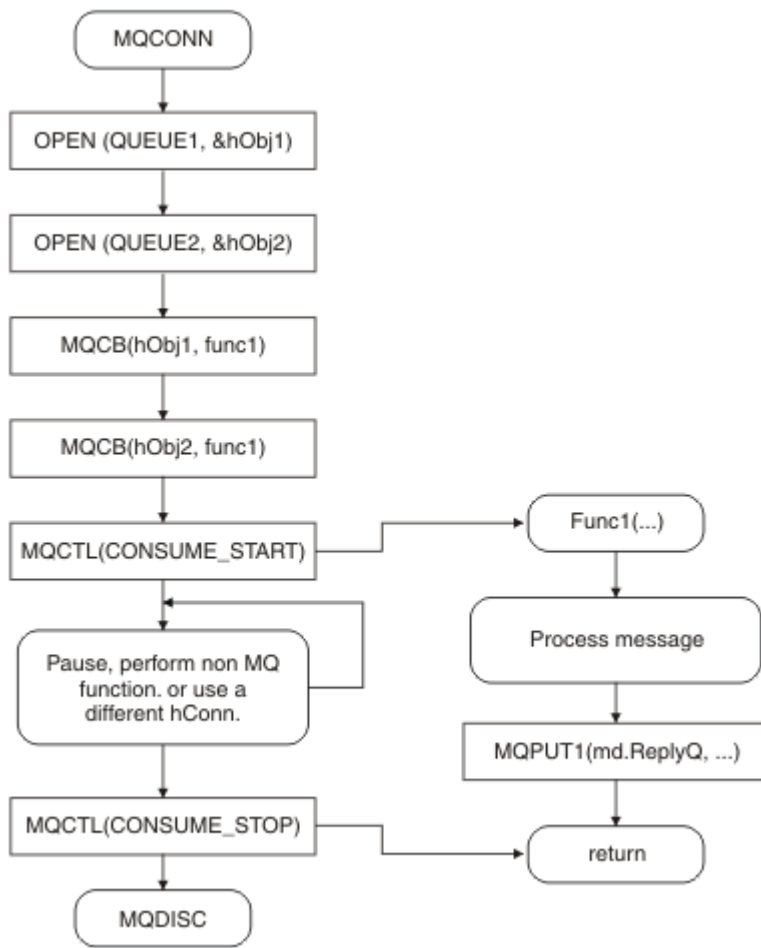 MQCONN
OPEN (QUEUE1, &hObj1)
OPEN (QUEUE2, &hObj2)
MQCB(hObj1, func1)
MQCB(hObj2, func1)
MQCTL(CONSUME_START)
Pause, perform non MQ
function. or use a
different hConn.
MQCTL(CONSUME_STOP)
MQDISC
Func1(...)
Process message
MQPUT1(md.ReplyQ, ...)
return